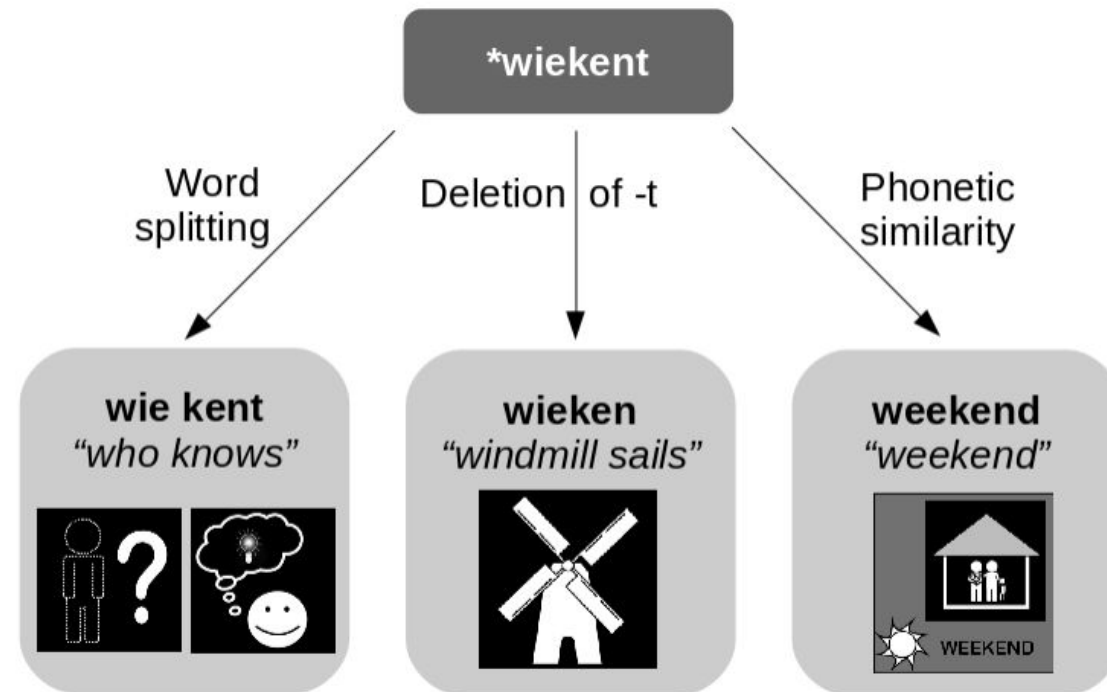 *wiekent
Word
splitting
Deletion of -t
Phonetic
similarity
wie kent
“who knows”
wieken
“windmill sails”
weekend
“weekend”
?
WEEKEND